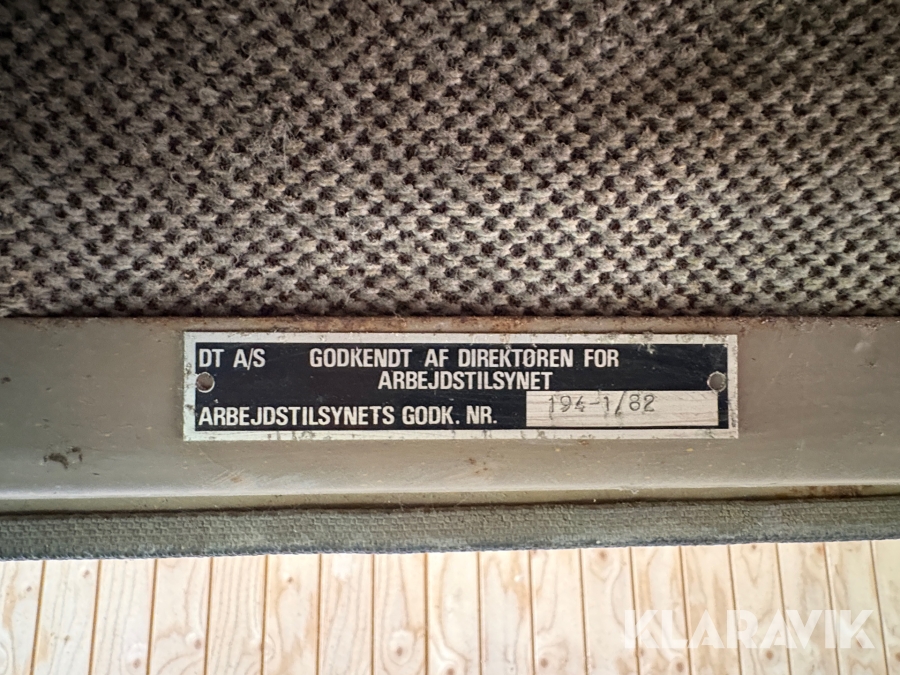 DT A/S GODKENDT AF DIREKTØREN FOR
ARBEJDSTILSYNET
ARBEJDSTILSYNETS GODK. NR. 194-1/82
KLARAVIK